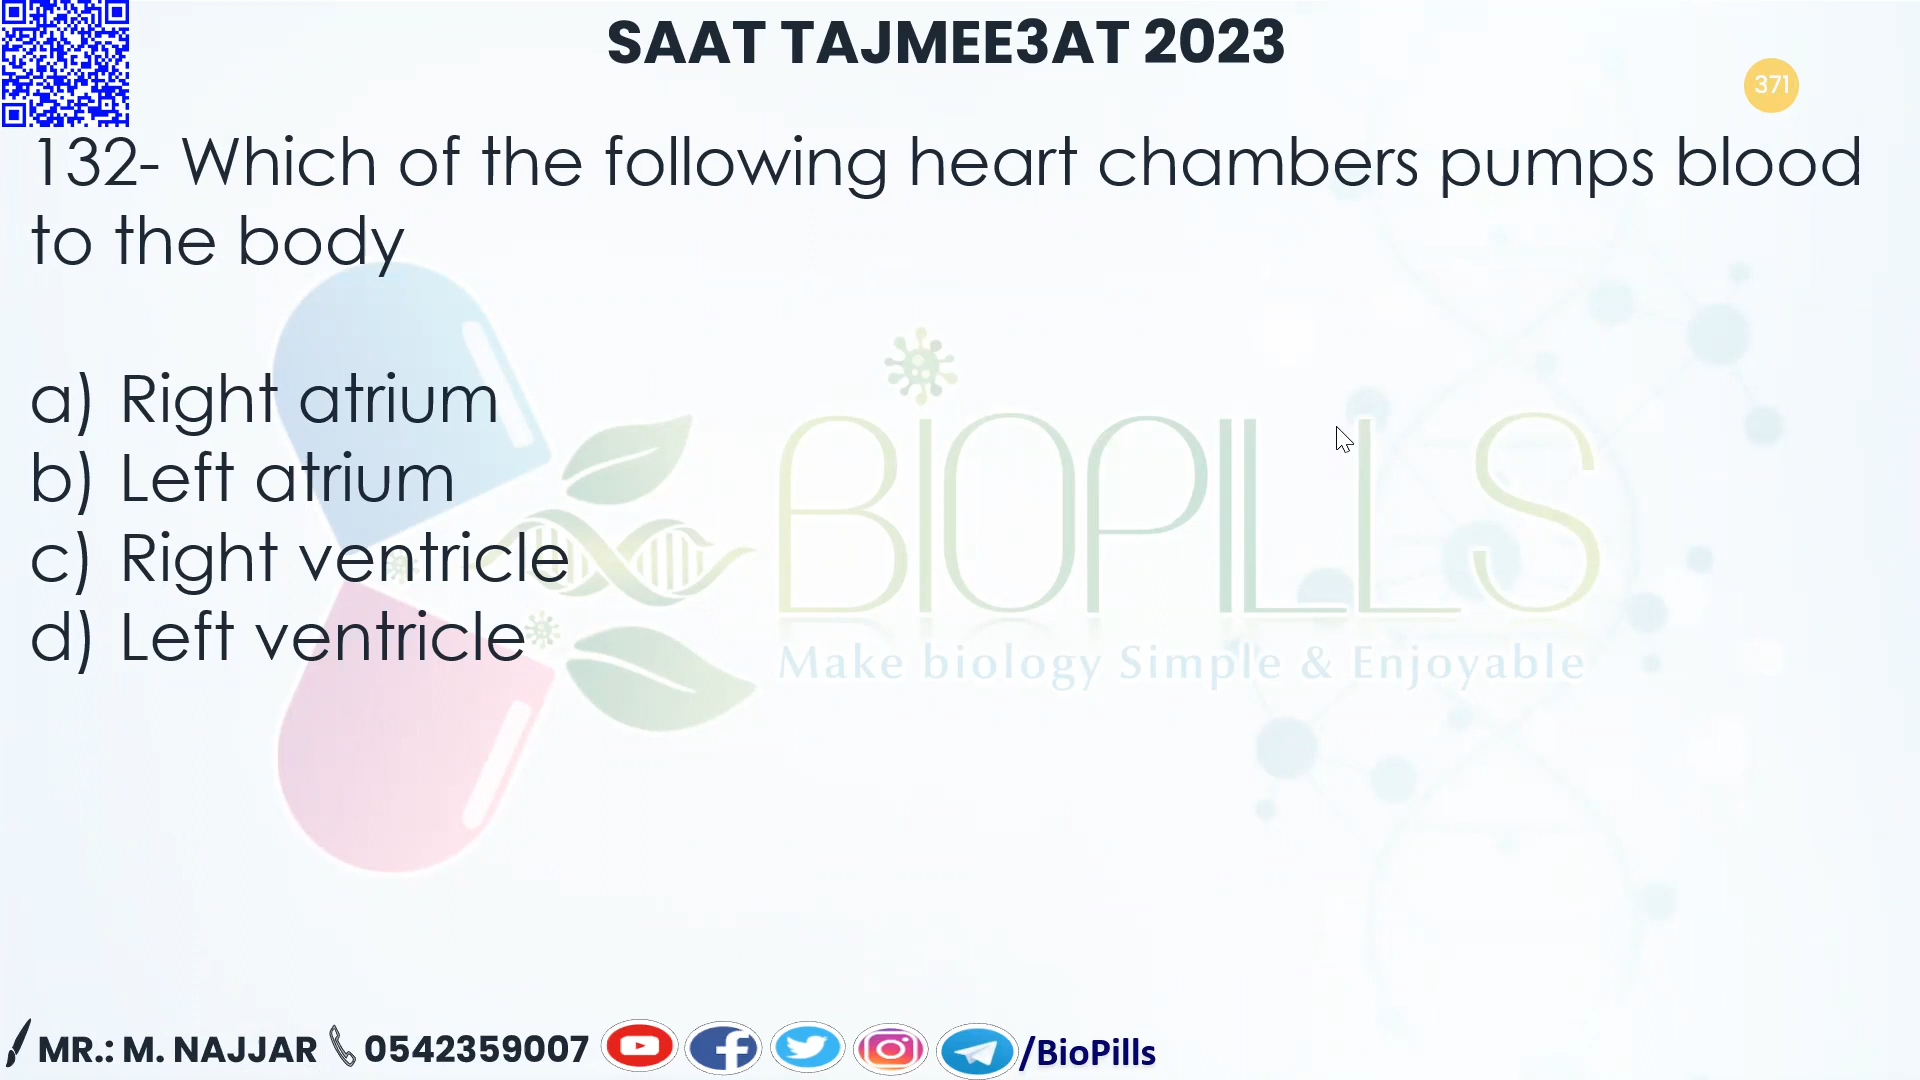 SAAT TAJMEE3AT 2023
371
132- Which of the following heart chambers pumps blood
to the body
a) Right atrium
b) Left atrium
c) Right ventricle
d) Left ventricle
BIOPILLS
Make biology Simple & Enjoyable
MR.: M. NAJJAR 0542359007 /BioPills